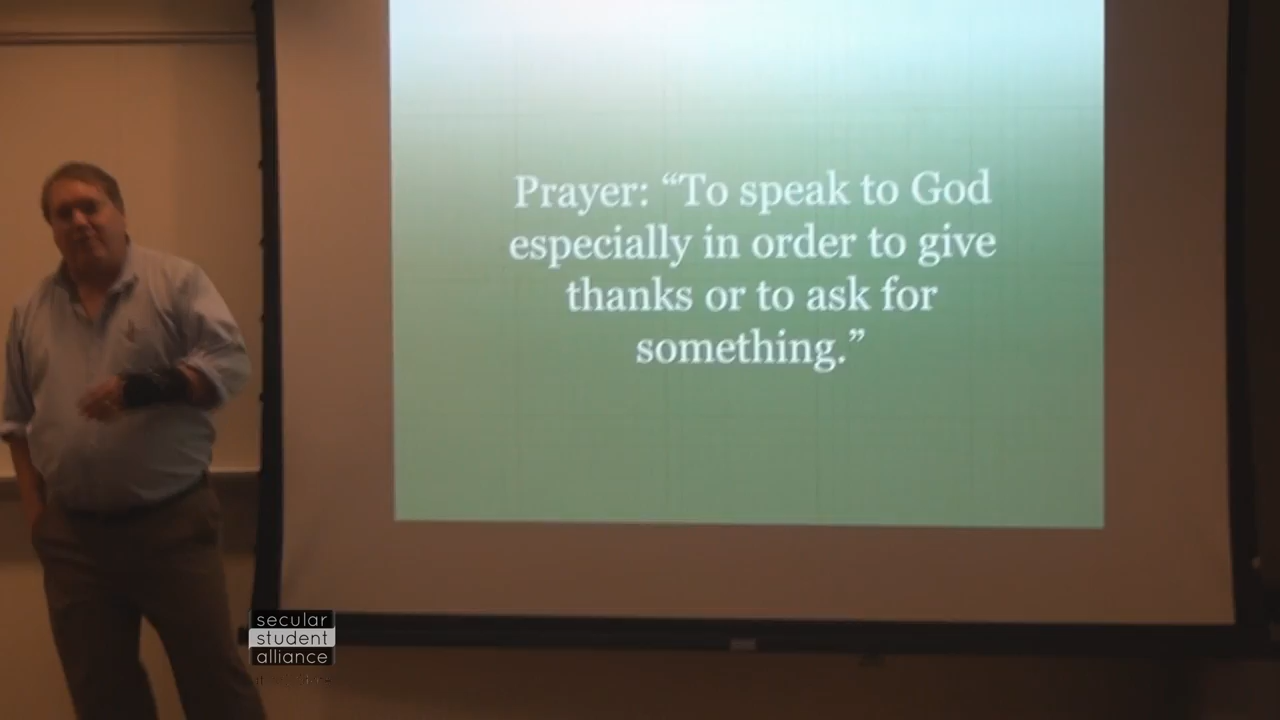 Prayer: “To speak to God
especially in order to give
thanks or to ask for
something.”
secular
student
alliance